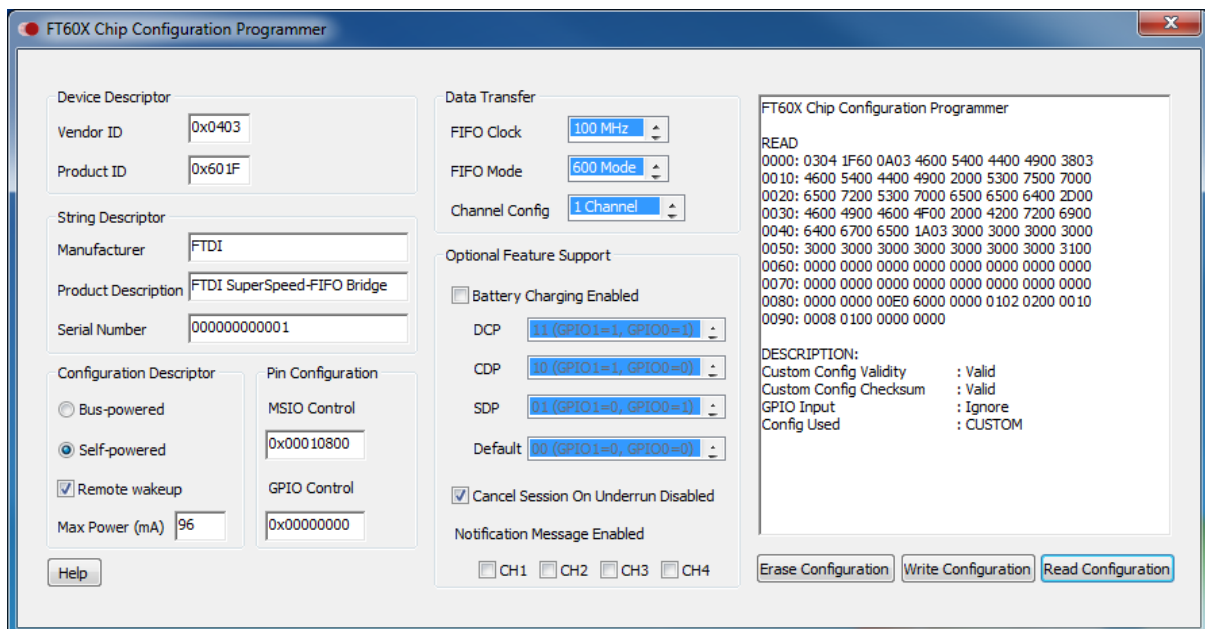 FT60X Chip Configuration Programmer
Device Descriptor
Vendor ID 0x0403
Product ID 0x601F
String Descriptor
Manufacturer FTDI
Product Description FTDI SuperSpeed-FIFO Bridge
Serial Number 000000000001
Configuration Descriptor
Bus-powered
Self-powered
Remote wakeup
Max Power (mA) 96
Pin Configuration
MSIO Control
0x00010800
GPIO Control
0x00000000
Help
Data Transfer
FIFO Clock 100 MHz
FIFO Mode 600 Mode
Channel Config 1 Channel
Optional Feature Support
Battery Charging Enabled
DCP 11 (GPIO1=1, GPIO0=1)
CDP 10 (GPIO1=1, GPIO0=0)
SDP 01 (GPIO1=0, GPIO0=1)
Default 00 (GPIO1=0, GPIO0=0)
Cancel Session On Underrun Disabled
Notification Message Enabled
CH1 CH2 CH3 CH4
FT60X Chip Configuration Programmer
READ
0000: 0304 1F60 0A03 4600 5400 4400 4900 3803
0010: 4600 5400 4400 4900 2000 5300 7500 7000
0020: 6500 7200 5300 7000 6500 6500 6400 2D00
0030: 4600 4900 4600 4F00 2000 4200 7200 6900
0040: 6400 6700 6500 1A03 3000 3000 3000 3000
0050: 3000 3000 3000 3000 3000 3000 3000 3100
0060: 0000 0000 0000 0000 0000 0000 0000 0000
0070: 0000 0000 0000 0000 0000 0000 0000 0000
0080: 0000 0000 00E0 6000 0000 0102 0200 0010
0090: 0008 0100 0000 0000
DESCRIPTION:
Custom Config Validity : Valid
Custom Config Checksum : Valid
GPIO Input : Ignore
Config Used : CUSTOM
Erase Configuration Write Configuration Read Configuration